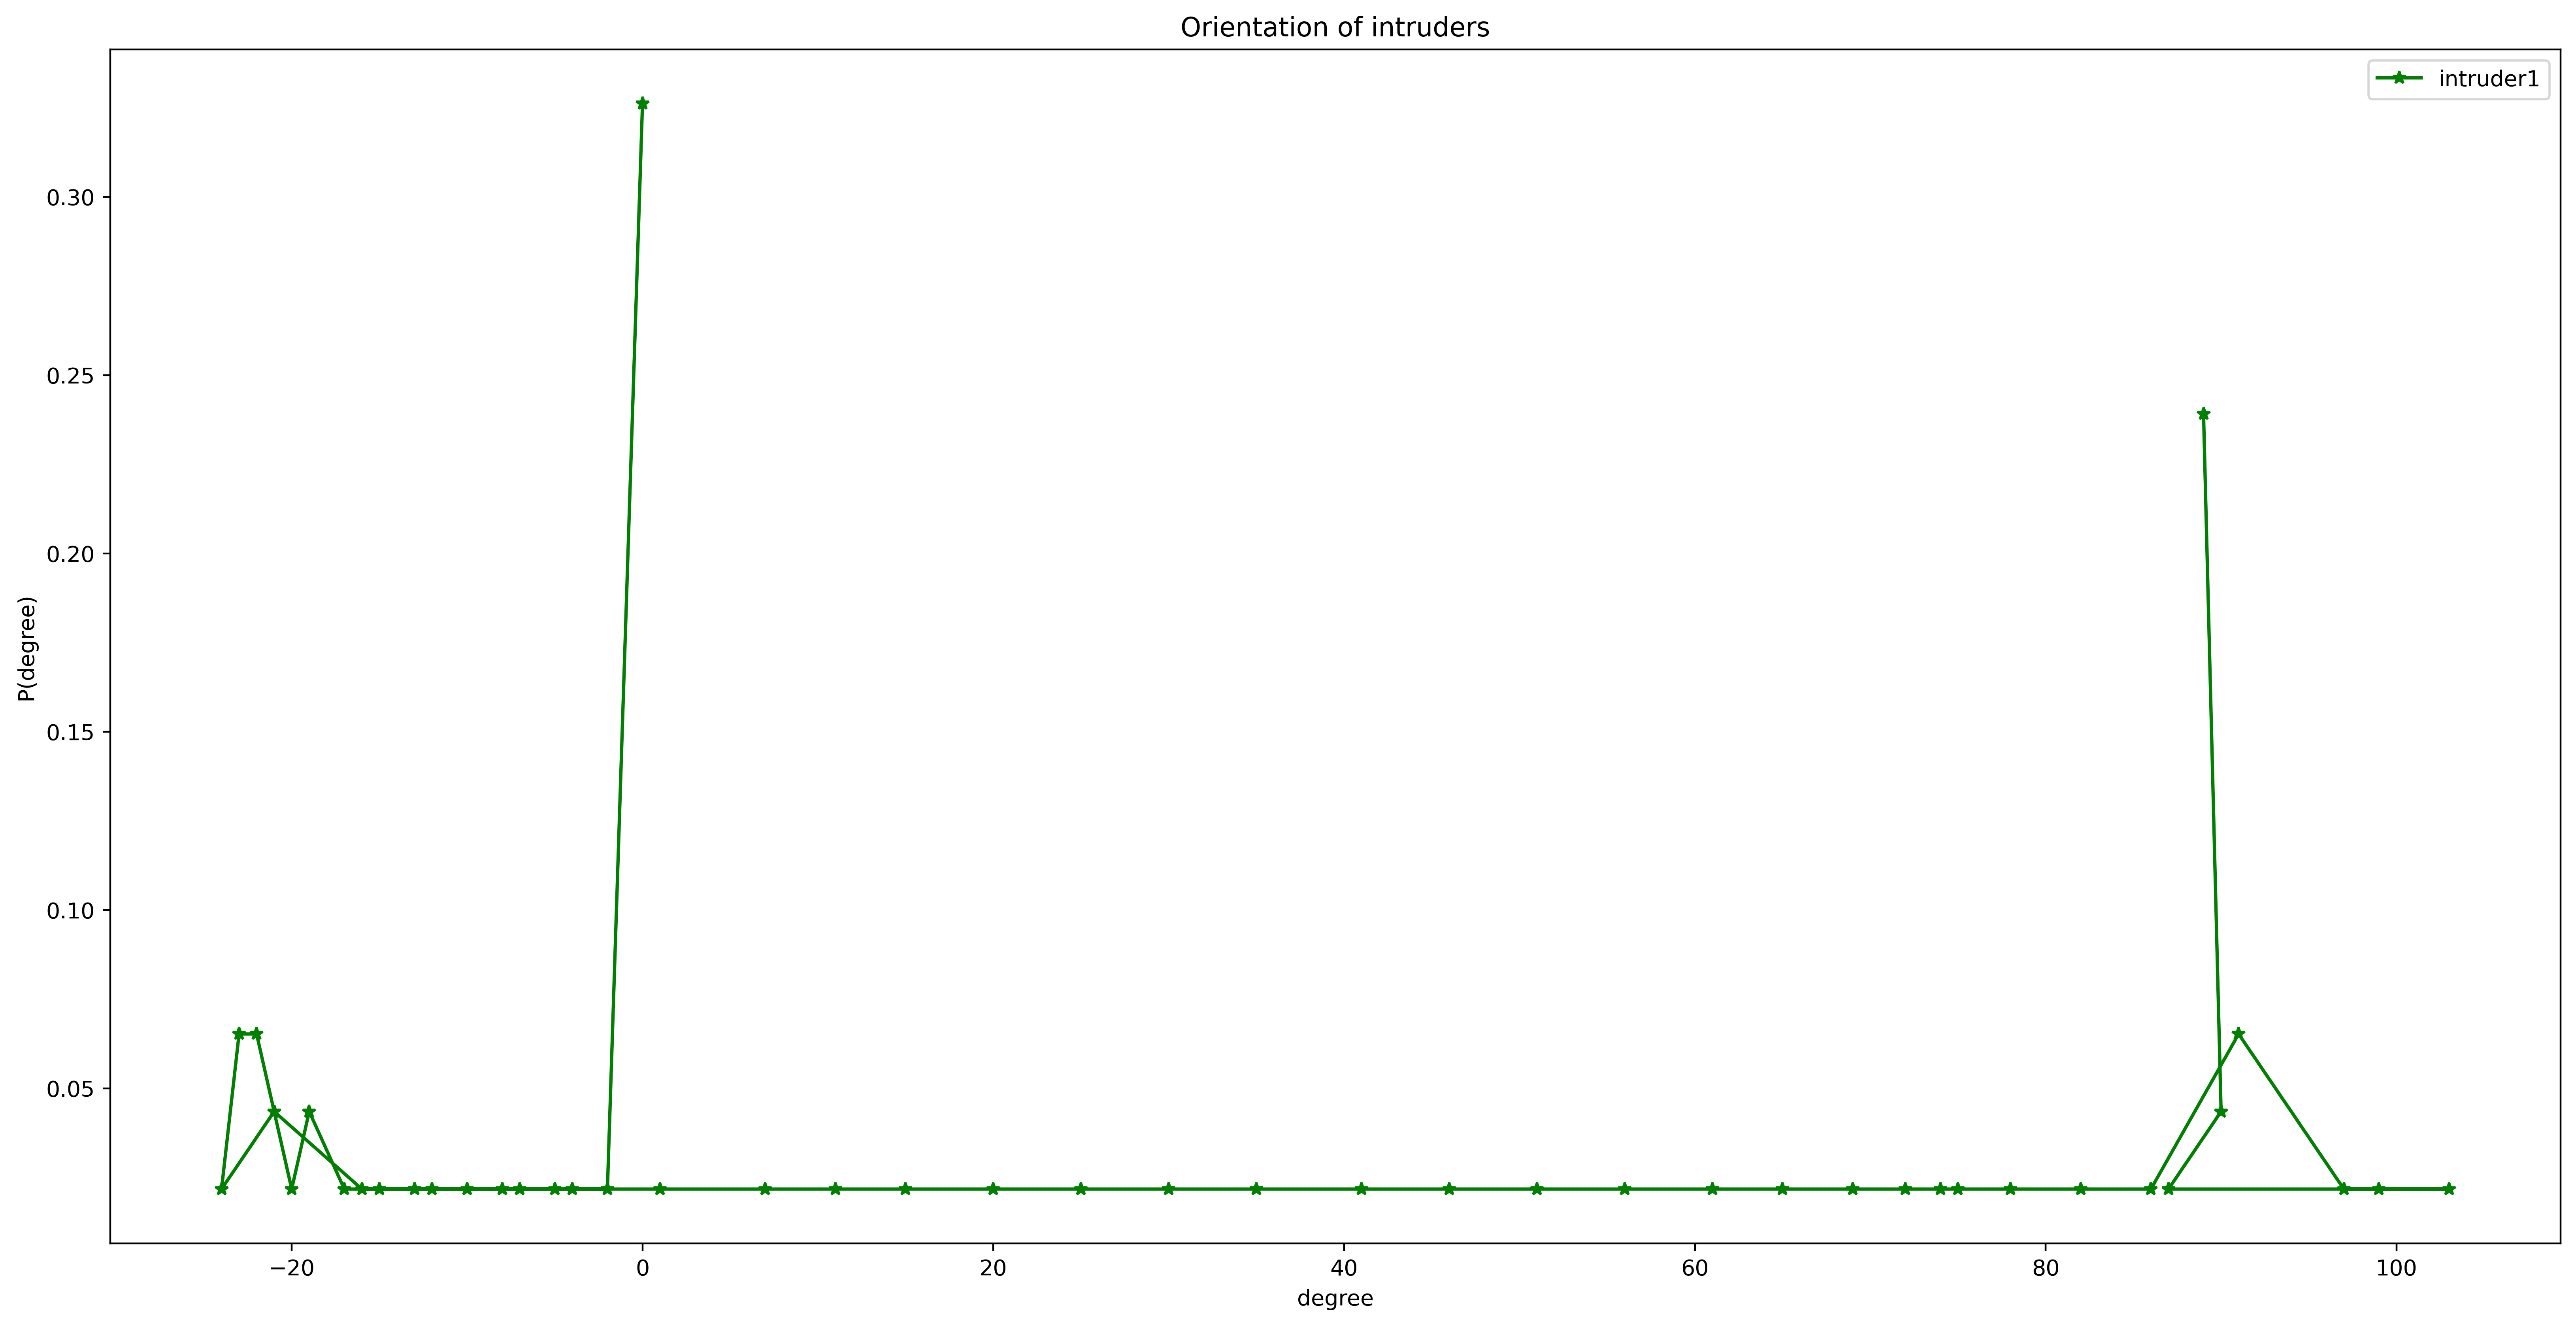 Orientation of intruders
intruder1
0.30
0.25
0.20
0.15
0.10
0.05
P(degree)
−20 0 20 40 60 80 100
degree